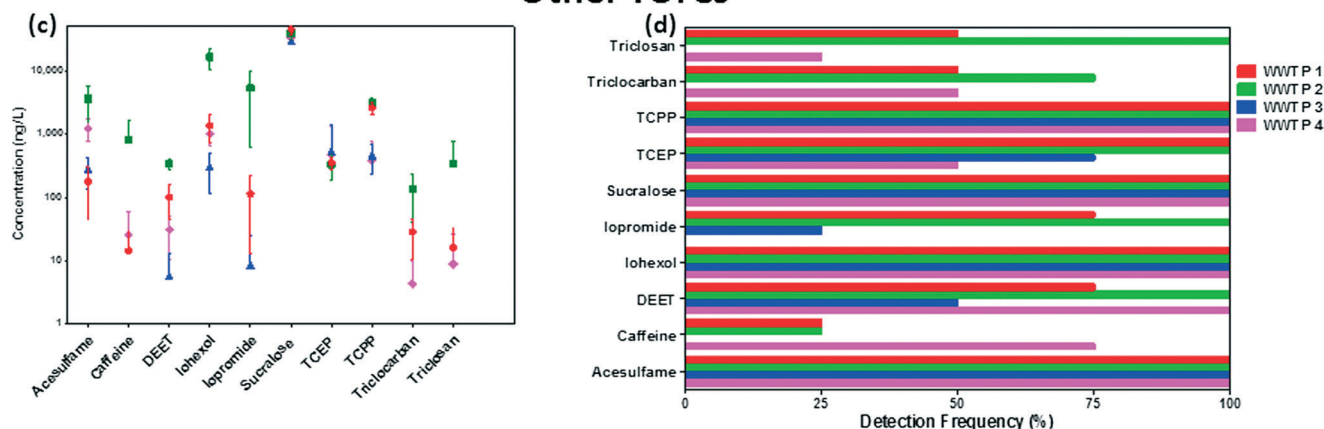 (c)
Concentration (ng/L)
10,000
1,000
100
10
1
Acesulfame
Caffeine
DEET
Iohexol
Iopromide
Sucralose
TCEP
TCPP
Triclocarban
Triclosan
(d)
Triclosan
Triclocarban
TCPP
TCEP
Sucralose
Iopromide
Iohexol
DEET
Caffeine
Acesulfame
0 25 50 75 100
Detection Frequency (%)
WWTP 1
WWTP 2
WWTP 3
WWTP 4